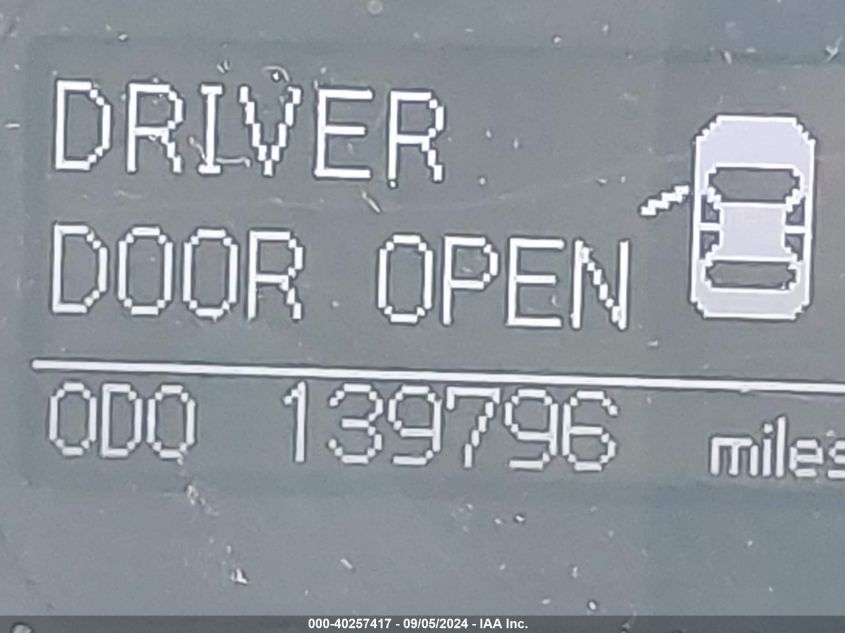 DRIVER
DOOR OPEN
ODO 139796 miles
000-40257417 - 09/05/2024 - IAA Inc.